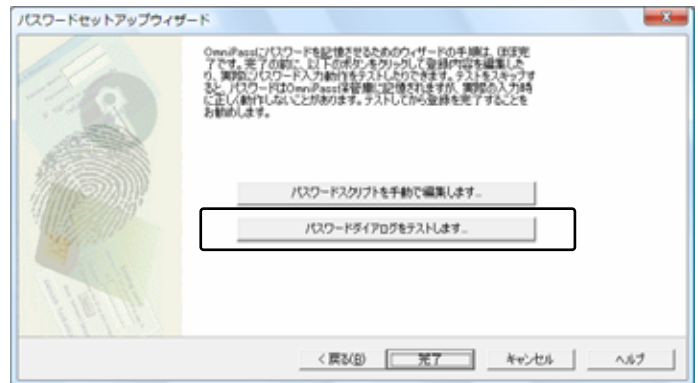 パスワードセットアップウィザード
OmniPassにパスワードを記憶させるためのウィザードの手順は、ほぼ完
了です。完了の前に、以下のボタンをクリックして登録内容を編集した
り、実際にパスワード入力動作をテストしたりできます。テストをスキップす
ると、パスワードはOmniPass保管庫に記憶されますが、実際の入力時
に正しく動作しないことがあります。テストしてから登録を完了することを
お勧めします。
パスワードスクリプトを手動で編集します...
パスワードダイアログをテストします...
< 戻る(B)
完了
キャンセル
ヘルプ